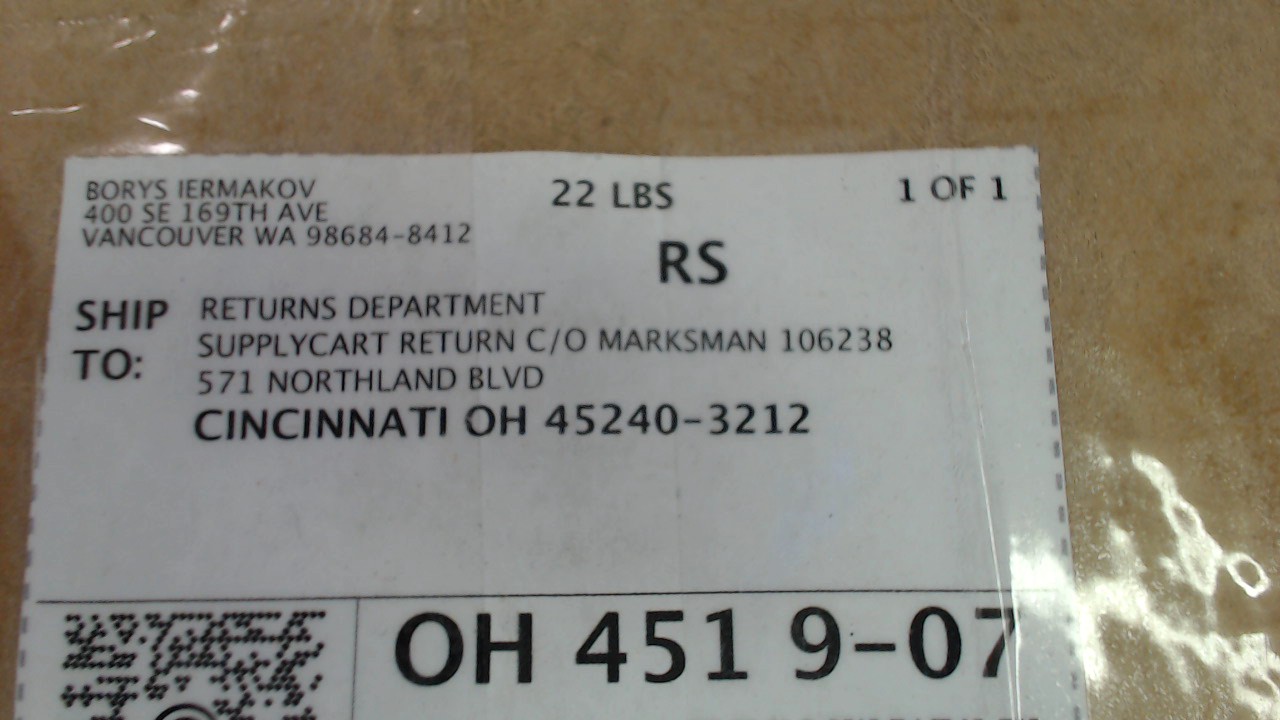 BORYS IERMAKOV
400 SE 169TH AVE
VANCOUVER WA 98684-8412
22 LBS
1 OF 1
RS
SHIP TO:
RETURNS DEPARTMENT
SUPPLYCART RETURN C/O MARKSMAN 106238
571 NORTHLAND BLVD
CINCINNATI OH 45240-3212
OH 451 9-07